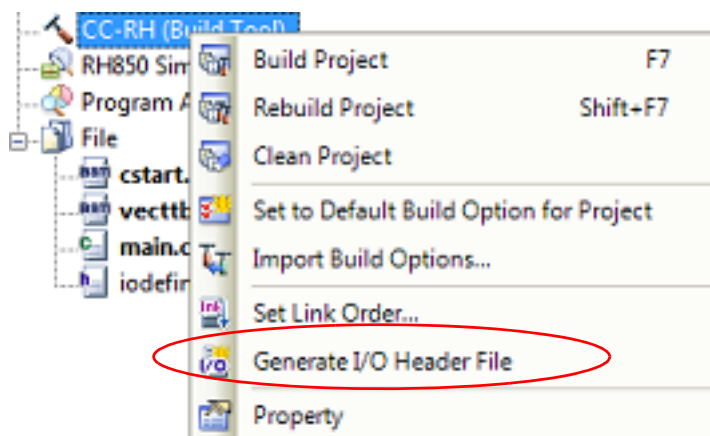 CC-RH (Build Tool)
Build Project F7
RH850 Sim
Rebuild Project Shift+F7
Program A
Clean Project
File
cstart.
Set to Default Build Option for Project
vecttb
Import Build Options...
main.c
iodefin
Set Link Order...
Generate I/O Header File
Property